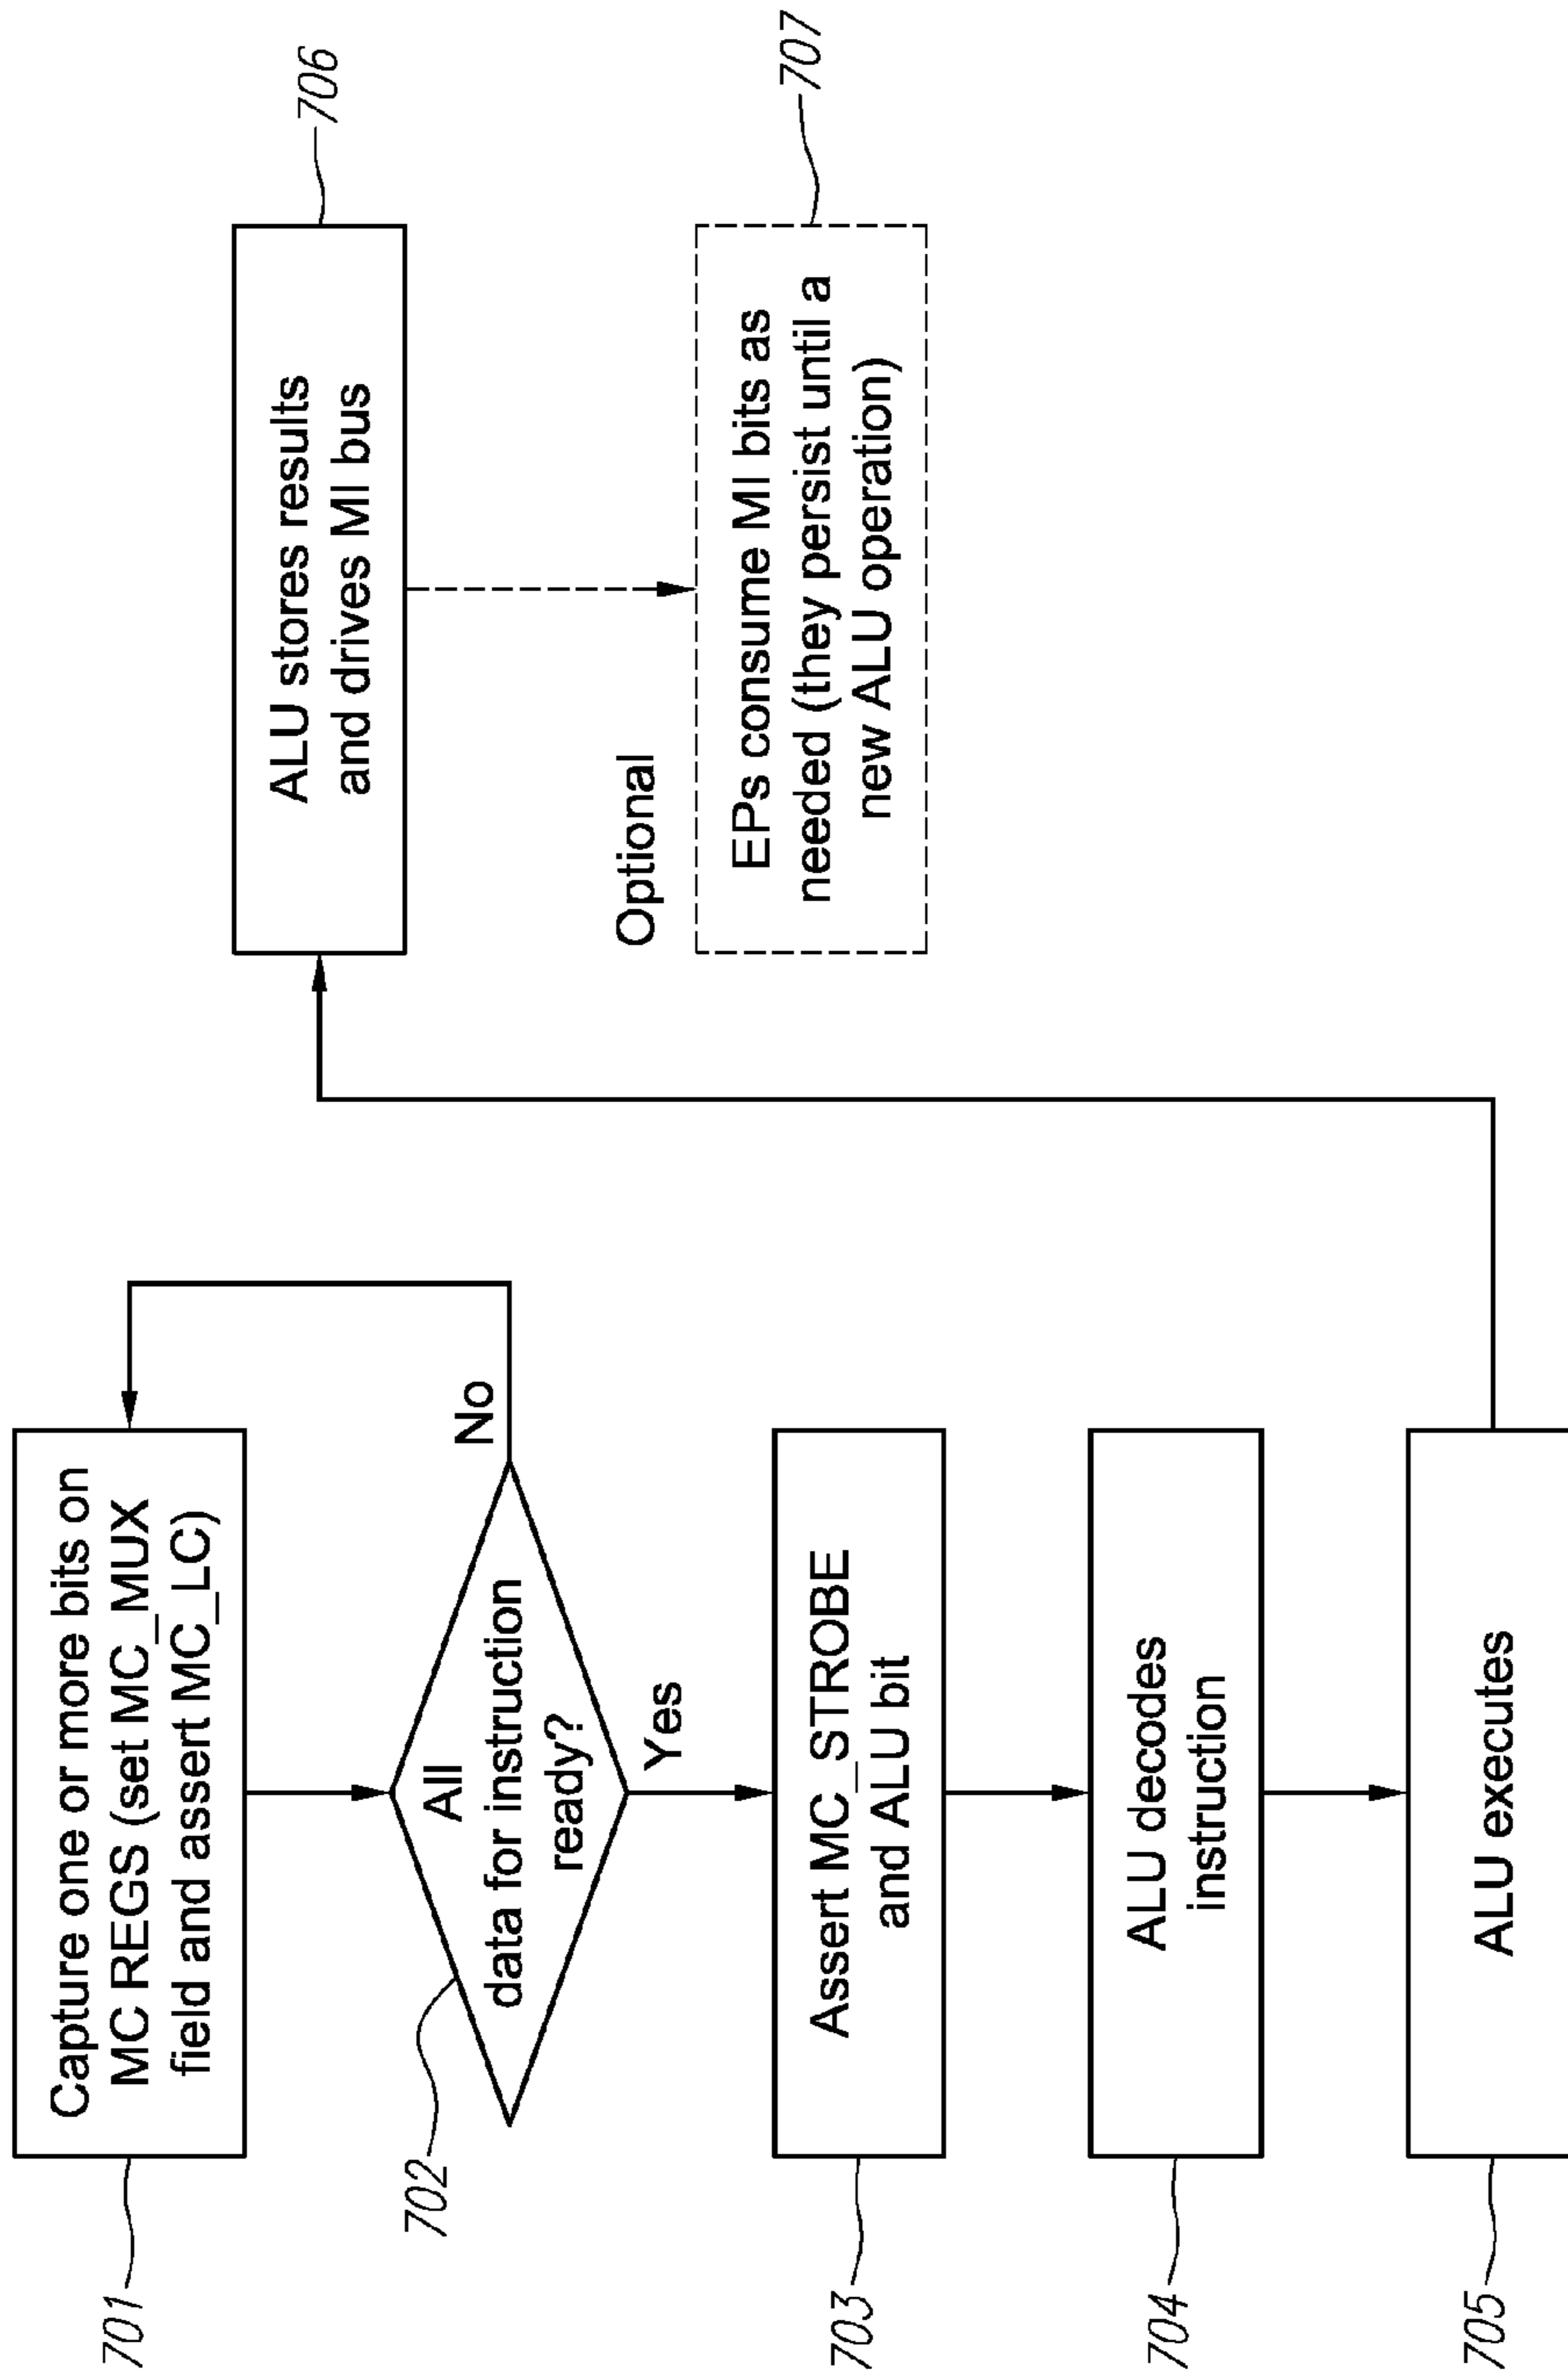 701
Capture one or more bits on
MC REGS (set MC_MUX
field and assert MC_LC)
702
All
data for instruction
ready?
No
Yes
703
Assert MC_STROBE
and ALU bit
704
ALU decodes
instruction
705
ALU executes
706
ALU stores results
and drives MI bus
Optional
707
EPs consume MI bits as
needed (they persist until a
new ALU operation)